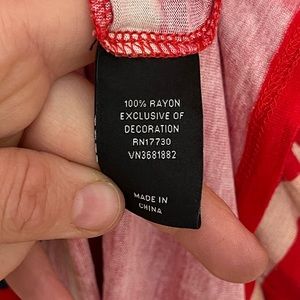 100% RAYON
EXCLUSIVE OF
DECORATION
RN17730
VN3681882
MADE IN
CHINA